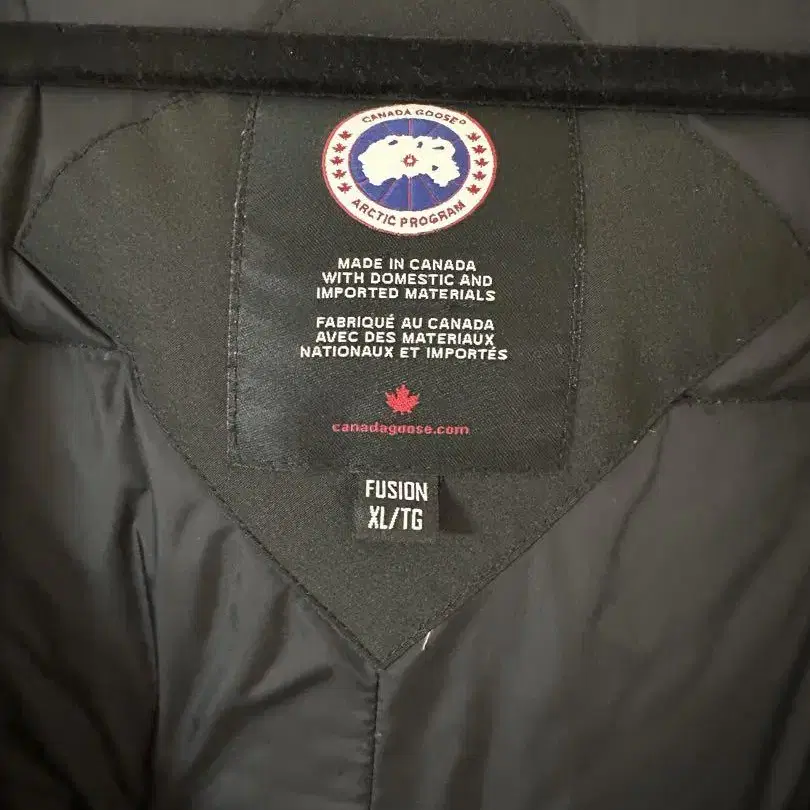 CANADA GOOSE®
ARCTIC PROGRAM
MADE IN CANADA
WITH DOMESTIC AND
IMPORTED MATERIALS
FABRIQUÉ AU CANADA
AVEC DES MATERIAUX
NATIONAUX ET IMPORTÉS
canadagoose.com
FUSION
XL/TG